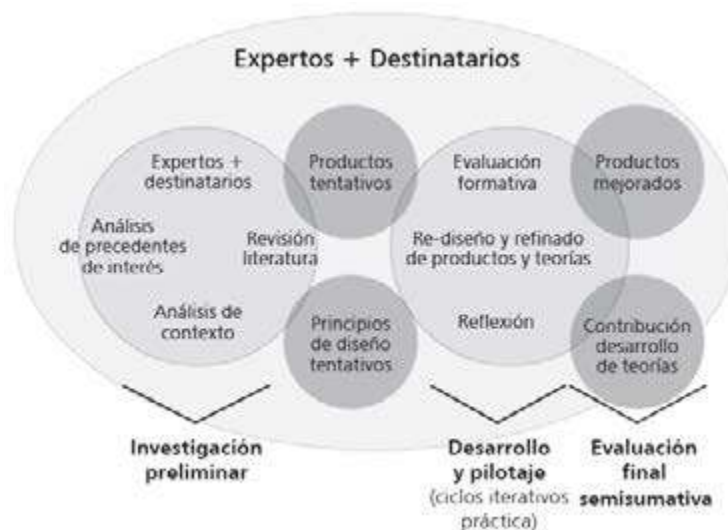 Expertos + Destinatarios
Expertos +
destinatarios
Análisis
de precedentes
de interés
Revisión
literatura
Análisis de
contexto
Productos
tentativos
Principios
de diseño
tentativos
Evaluación
formativa
Re-diseño y refinado
de productos y teorías
Reflexión
Productos
mejorados
Contribución
desarrollo
de teorías
Investigación
preliminar
Desarrollo
y pilotaje
(ciclos iterativos
práctica)
Evaluación
final
semisumativa